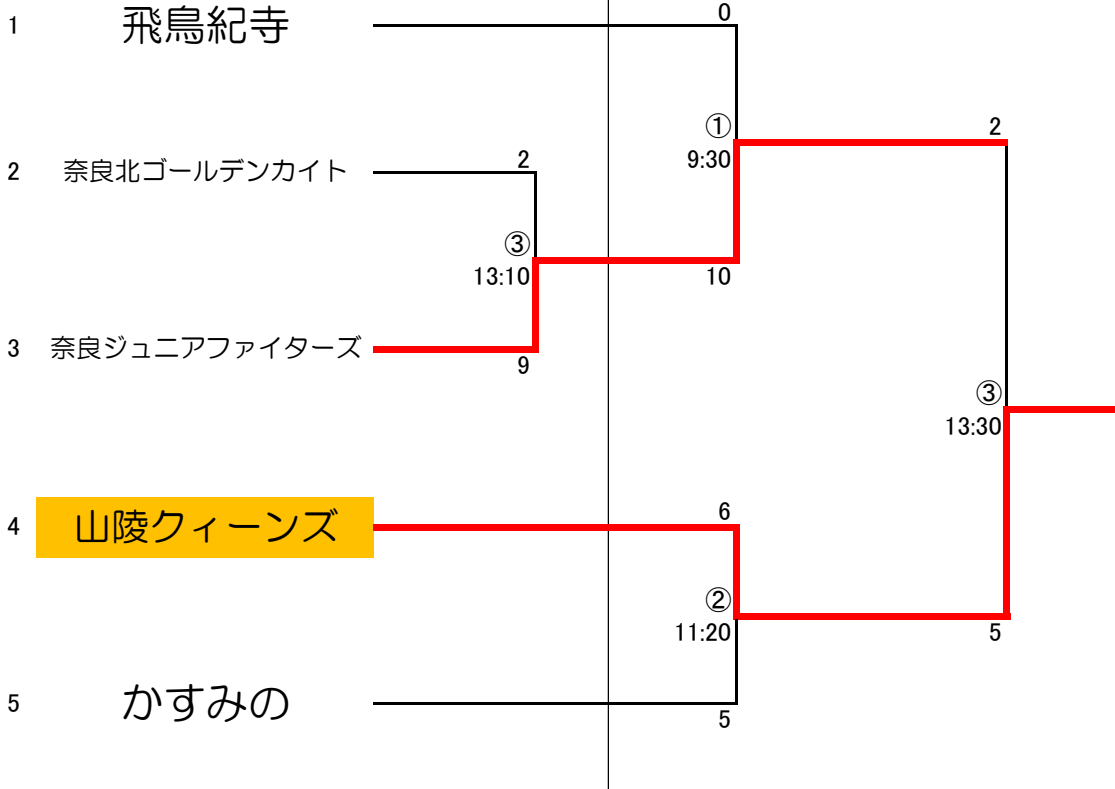 1 飛鳥紀寺 0
① 2
9:30
2 奈良北ゴールデンカイト 2
③
13:10 10
3 奈良ジュニアファイターズ
9
③
13:30
4 山陵クィーンズ 6
②
11:20 5
5 かすみの
5